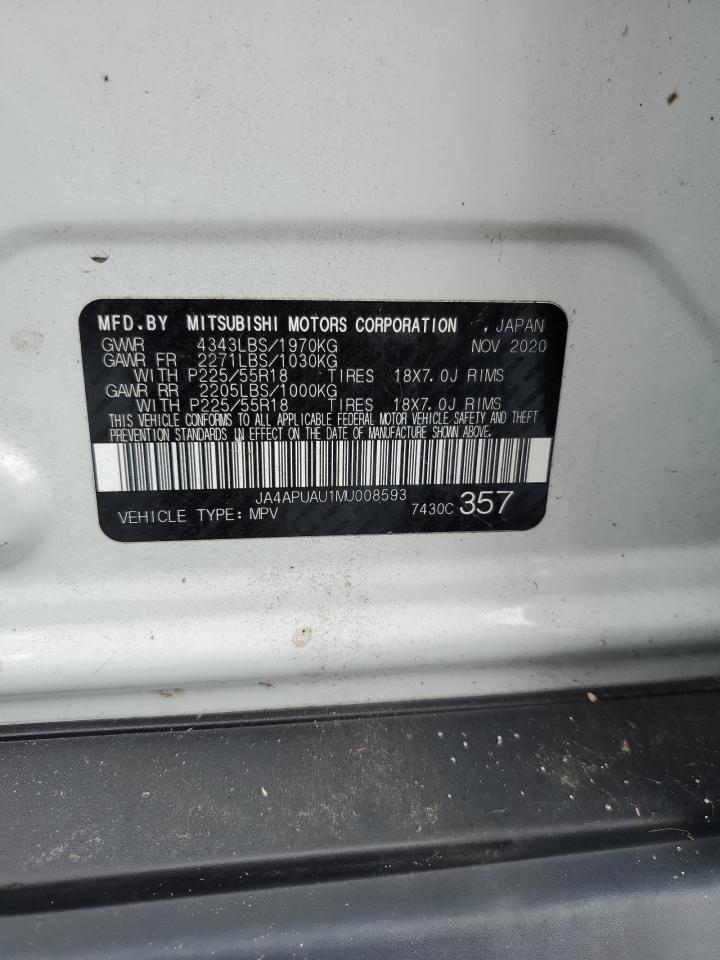 MFD.BY MITSUBISHI MOTORS CORPORATION , JAPAN
GVWR 4343LBS/1970KG NOV 2020
GAWR FR 2271LBS/1030KG
WITH P225/55R18 TIRES 18X7.0J RIMS
GAWR RR 2205LBS/1000KG
WITH P225/55R18 TIRES 18X7.0J RIMS
THIS VEHICLE CONFORMS TO ALL APPLICABLE FEDERAL MOTOR VEHICLE SAFETY AND THEFT
PREVENTION STANDARDS IN EFFECT ON THE DATE OF MANUFACTURE SHOWN ABOVE.
JA4APUAU1MU008593
VEHICLE TYPE: MPV 7430C 357